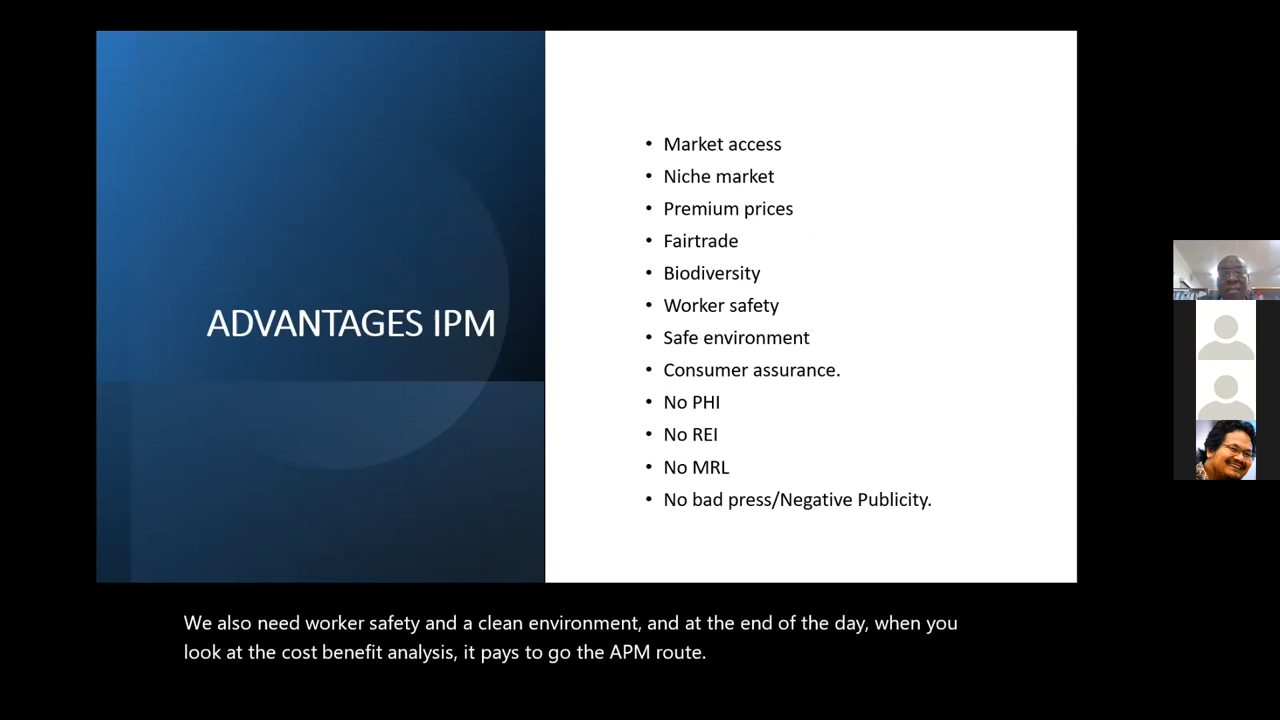 ADVANTAGES IPM
• Market access
• Niche market
• Premium prices
• Fairtrade
• Biodiversity
• Worker safety
• Safe environment
• Consumer assurance.
• No PHI
• No REI
• No MRL
• No bad press/Negative Publicity.
We also need worker safety and a clean environment, and at the end of the day, when you
look at the cost benefit analysis, it pays to go the APM route.